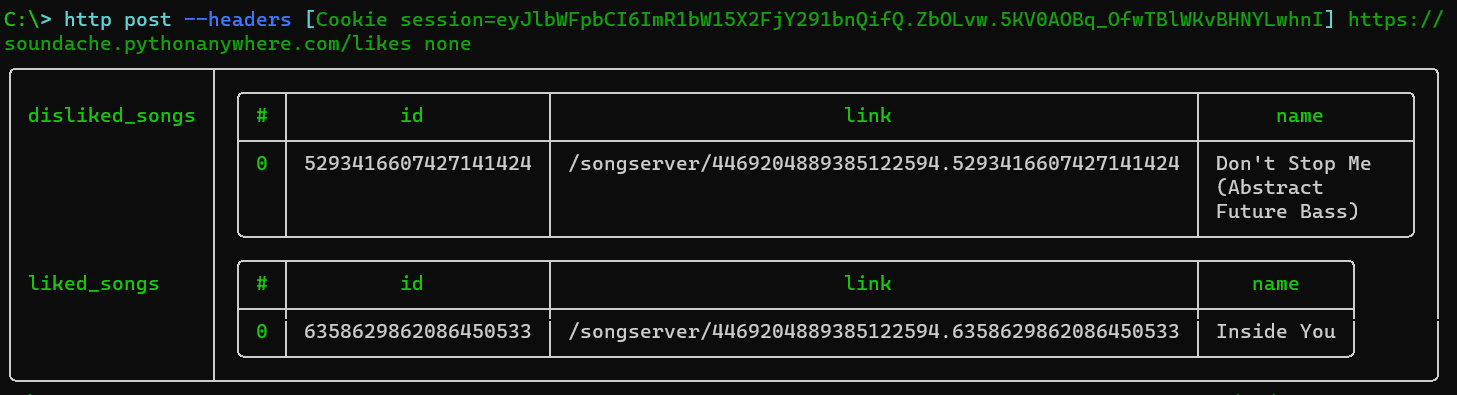 C:\> http post --headers [Cookie session=eyJlbWFpbCI6ImR1bW15X2FjY291bnQifQ.ZbOLvw.5KV0AOBq_OfwTBlWKvBHNYLwhnI] https://
soundache.pythonanywhere.com/likes none
disliked_songs # id link name
0 5293416607427141424 /songserver/4469204889385122594.5293416607427141424 Don't Stop Me
(Abstract
Future Bass)
liked_songs # id link name
0 6358629862086450533 /songserver/4469204889385122594.6358629862086450533 Inside You